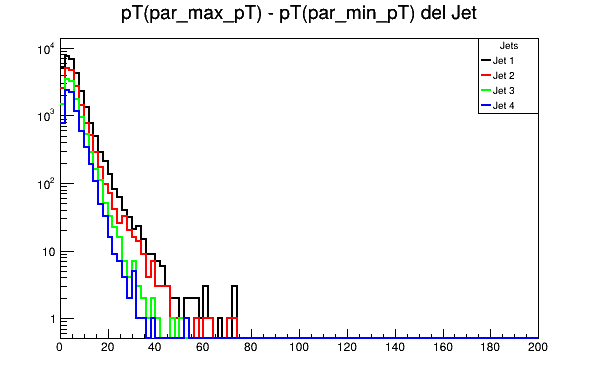 pT(par_max_pT) - pT(par_min_pT) del Jet
Jets
Jet 1
Jet 2
Jet 3
Jet 4
10^4
10^3
10^2
10
1
0 20 40 60 80 100 120 140 160 180 200